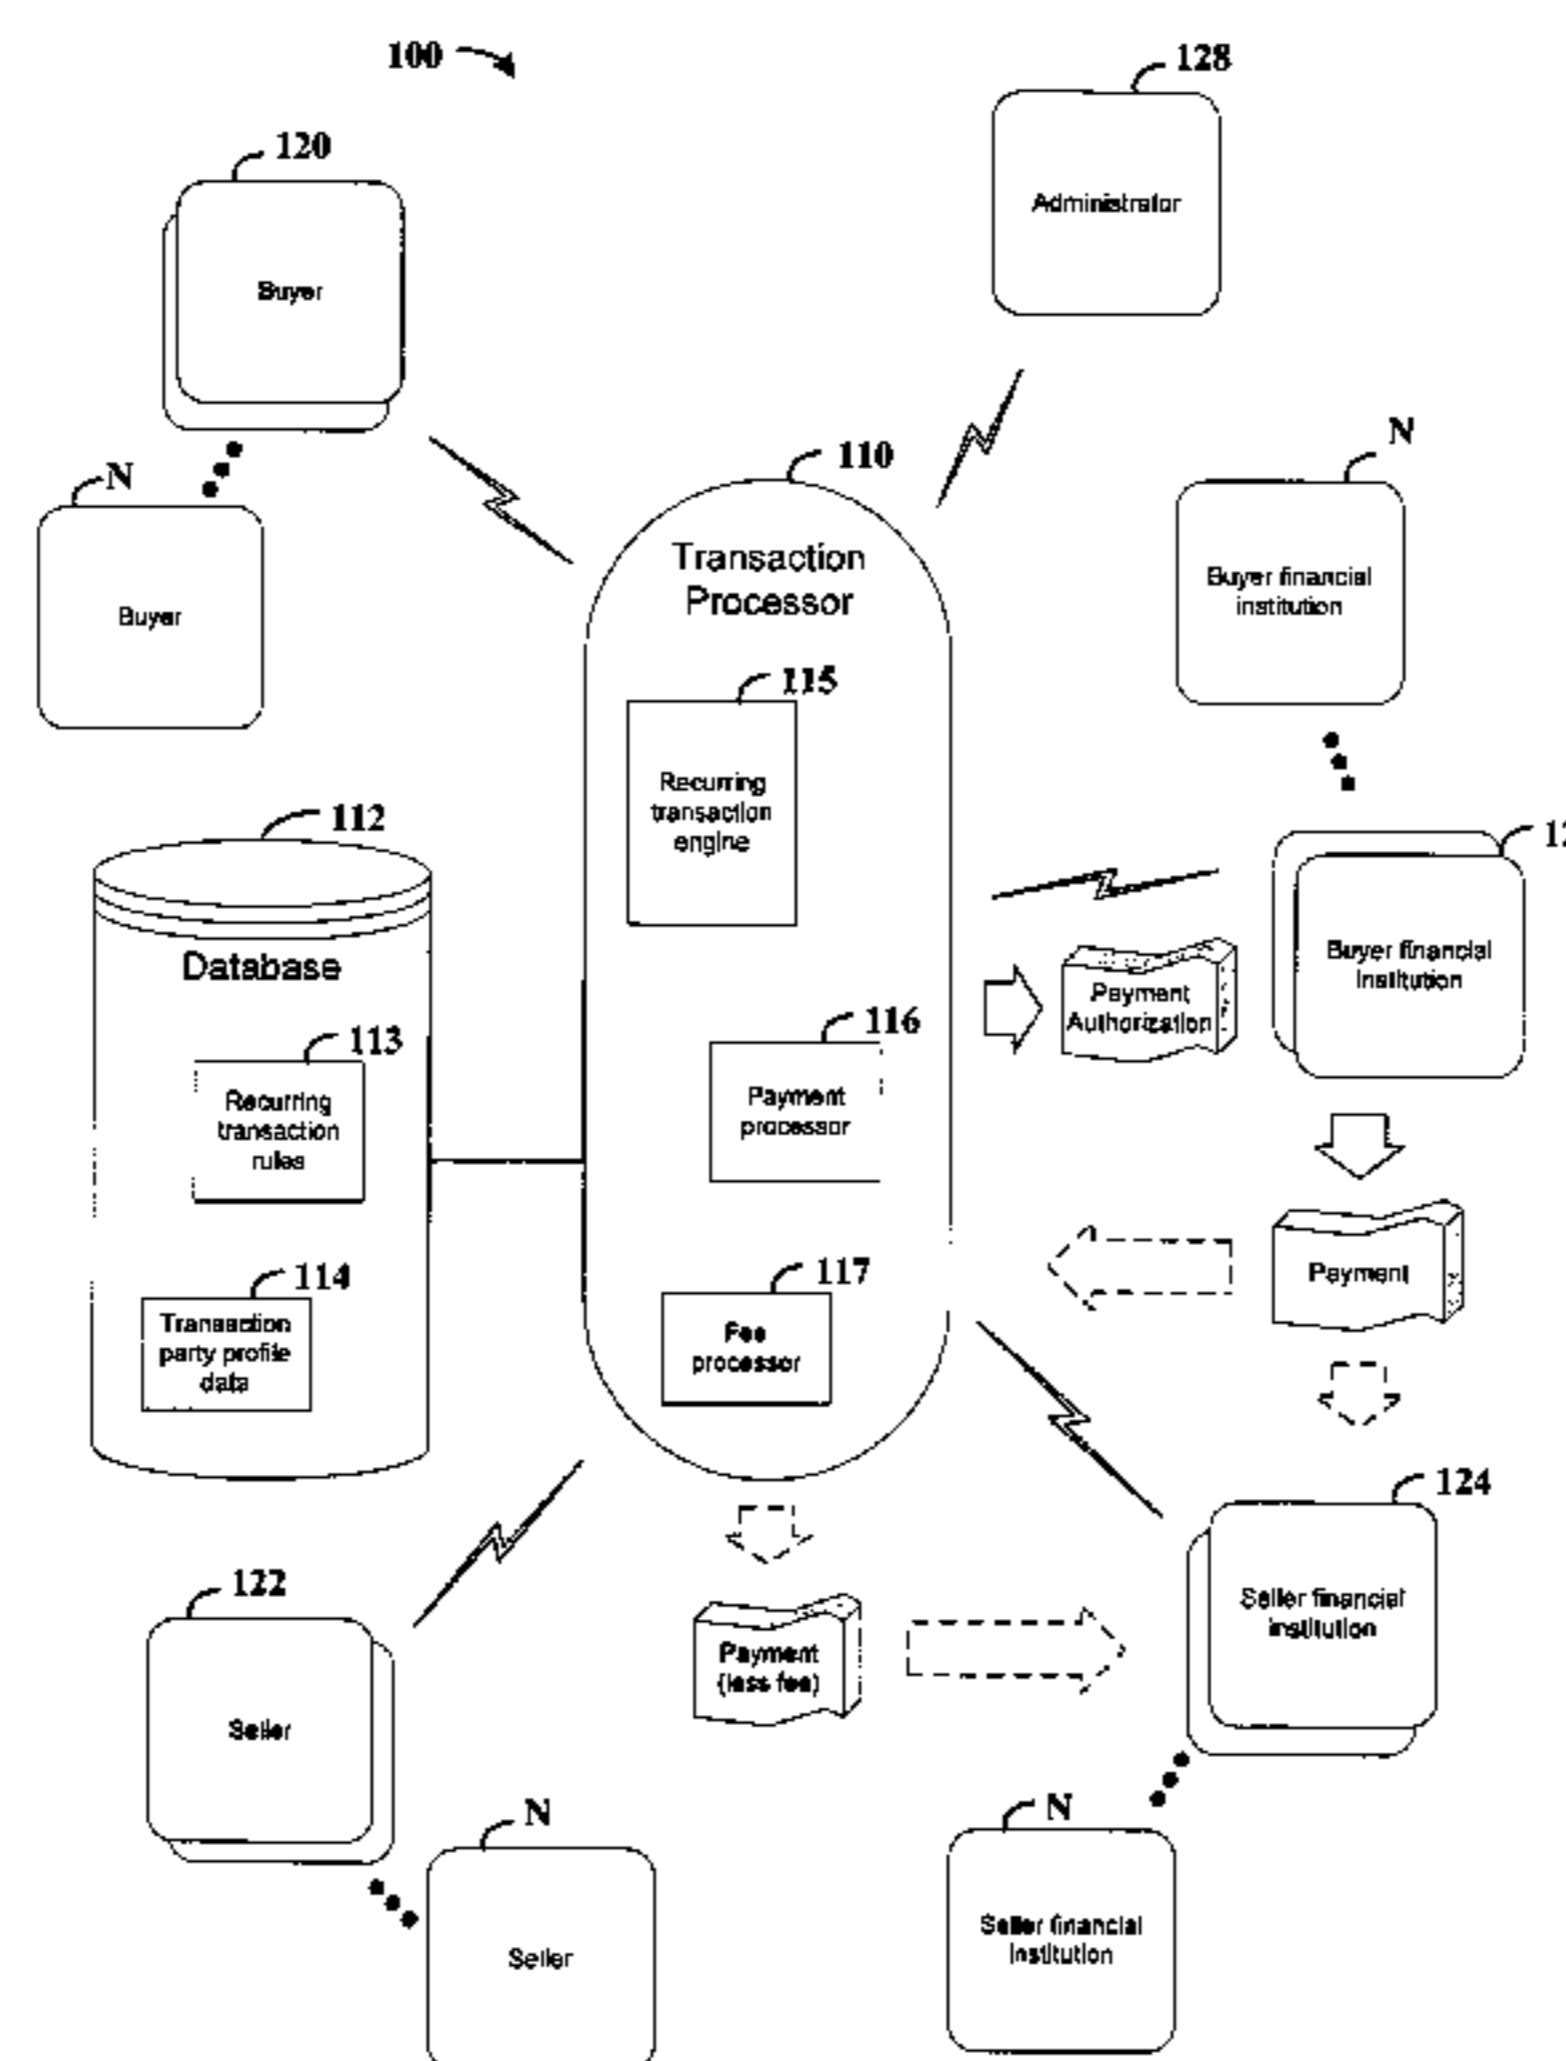 100
128
120
Administrator
Buyer
N
110
N
Buyer
Transaction
Processor
Buyer financial
institution
115
Recurring
transaction
engine
112
Database
Buyer financial
institution
Payment
Authorization
113
Recurring
transaction
rules
116
Payment
processor
114
Transaction
party profile
data
117
Fee
processor
Payment
124
Seller financial
institution
122
Seller
Payment
(less fee)
N
Seller
N
Seller financial
institution